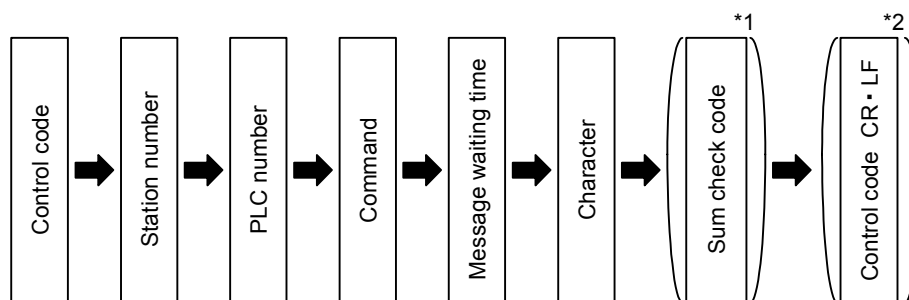 *1
*2
Control code
Station number
PLC number
Command
Message waiting time
Character
Sum check code
Control code CR・LF